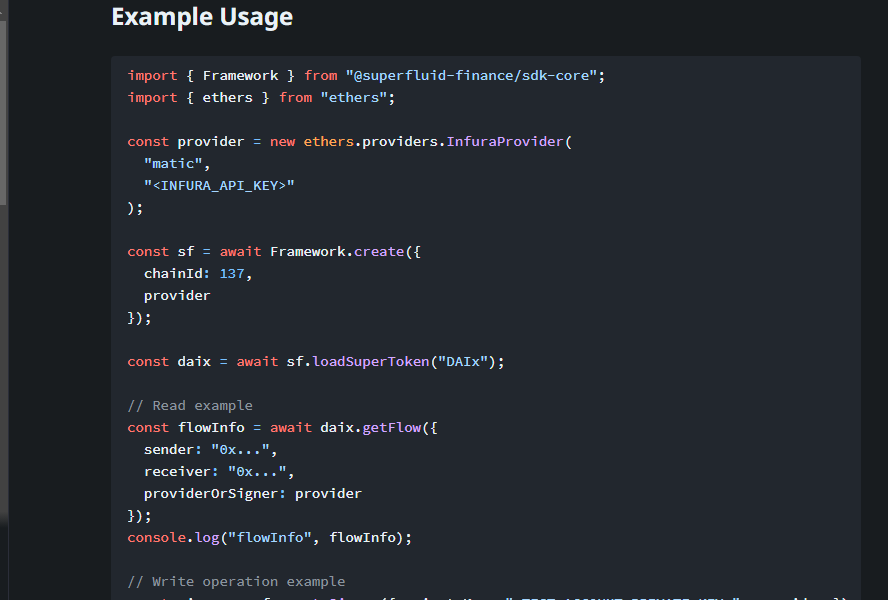 Example Usage
import { Framework } from "@superfluid-finance/sdk-core";
import { ethers } from "ethers";
const provider = new ethers.providers.InfuraProvider(
"matic",
"<INFURA_API_KEY>"
);
const sf = await Framework.create({
chainId: 137,
provider
});
const daix = await sf.loadSuperToken("DAIx");
// Read example
const flowInfo = await daix.getFlow({
sender: "0x...",
receiver: "0x...",
providerOrSigner: provider
});
console.log("flowInfo", flowInfo);
// Write operation example